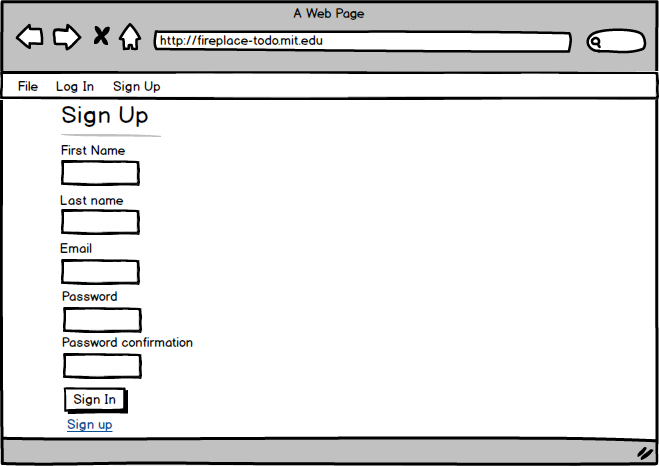 A Web Page
http://fireplace-todo.mit.edu
File Log In Sign Up
Sign Up
First Name
Last name
Email
Password
Password confirmation
Sign In
Sign up